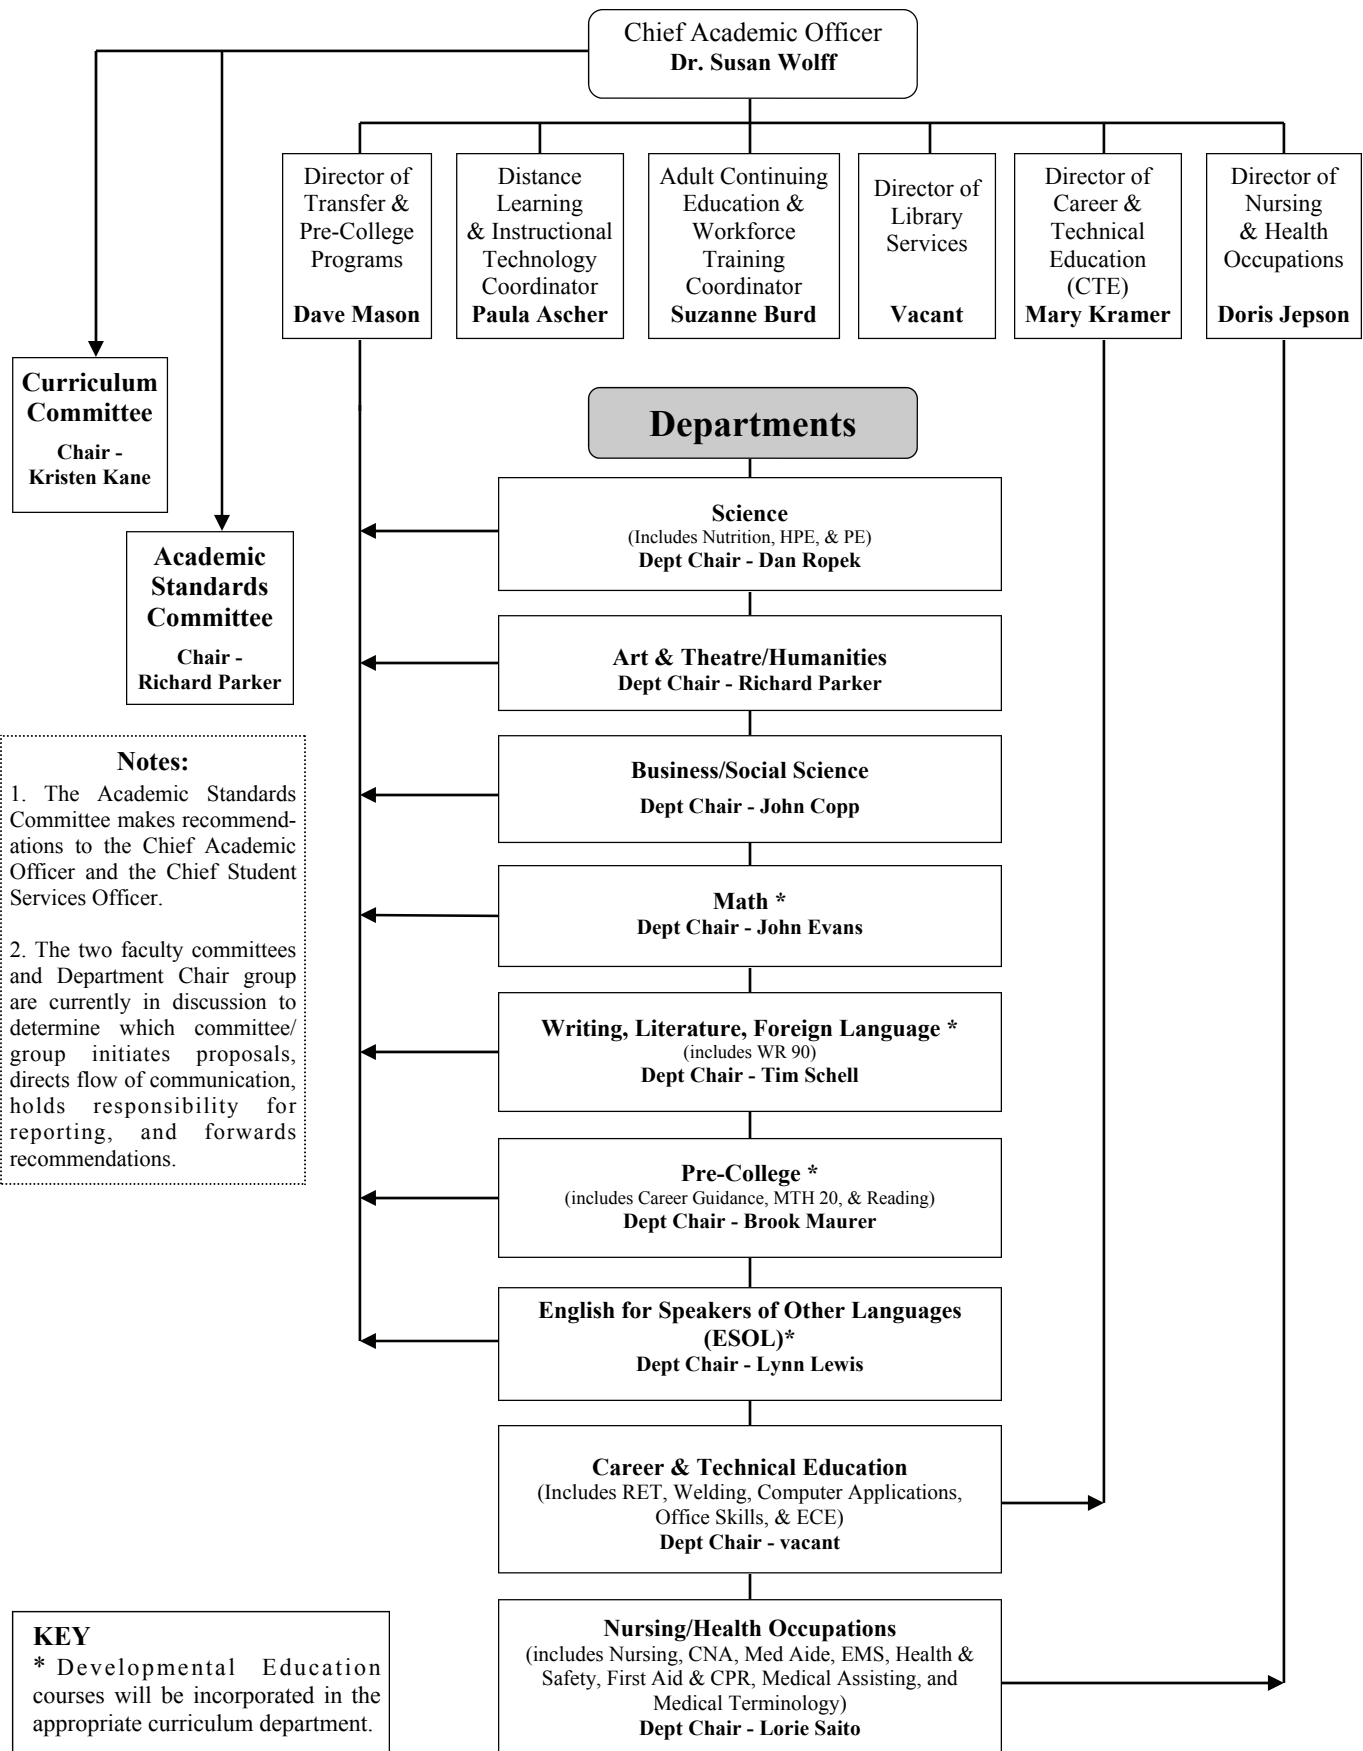 Chief Academic Officer
Dr. Susan Wolff
Director of
Transfer &
Pre-College
Programs
Dave Mason
Distance
Learning
& Instructional
Technology
Coordinator
Paula Ascher
Adult Continuing
Education &
Workforce
Training
Coordinator
Suzanne Burd
Director of
Library
Services
Vacant
Director of
Career &
Technical
Education
(CTE)
Mary Kramer
Director of
Nursing
& Health
Occupations
Doris Jepson
Curriculum
Committee
Chair -
Kristen Kane
Academic
Standards
Committee
Chair -
Richard Parker
Notes:
1. The Academic Standards
Committee makes recommend-
ations to the Chief Academic
Officer and the Chief Student
Services Officer.
2. The two faculty committees
and Department Chair group
are currently in discussion to
determine which committee/
group initiates proposals,
directs flow of communication,
holds responsibility for
reporting, and forwards
recommendations.
Departments
Science
(Includes Nutrition, HPE, & PE)
Dept Chair - Dan Ropek
Art & Theatre/Humanities
Dept Chair - Richard Parker
Business/Social Science
Dept Chair - John Copp
Math *
Dept Chair - John Evans
Writing, Literature, Foreign Language *
(includes WR 90)
Dept Chair - Tim Schell
Pre-College *
(includes Career Guidance, MTH 20, & Reading)
Dept Chair - Brook Maurer
English for Speakers of Other Languages
(ESOL)*
Dept Chair - Lynn Lewis
Career & Technical Education
(Includes RET, Welding, Computer Applications,
Office Skills, & ECE)
Dept Chair - vacant
Nursing/Health Occupations
(includes Nursing, CNA, Med Aide, EMS, Health &
Safety, First Aid & CPR, Medical Assisting, and
Medical Terminology)
Dept Chair - Lorie Saito
KEY
* Developmental Education
courses will be incorporated in the
appropriate curriculum department.